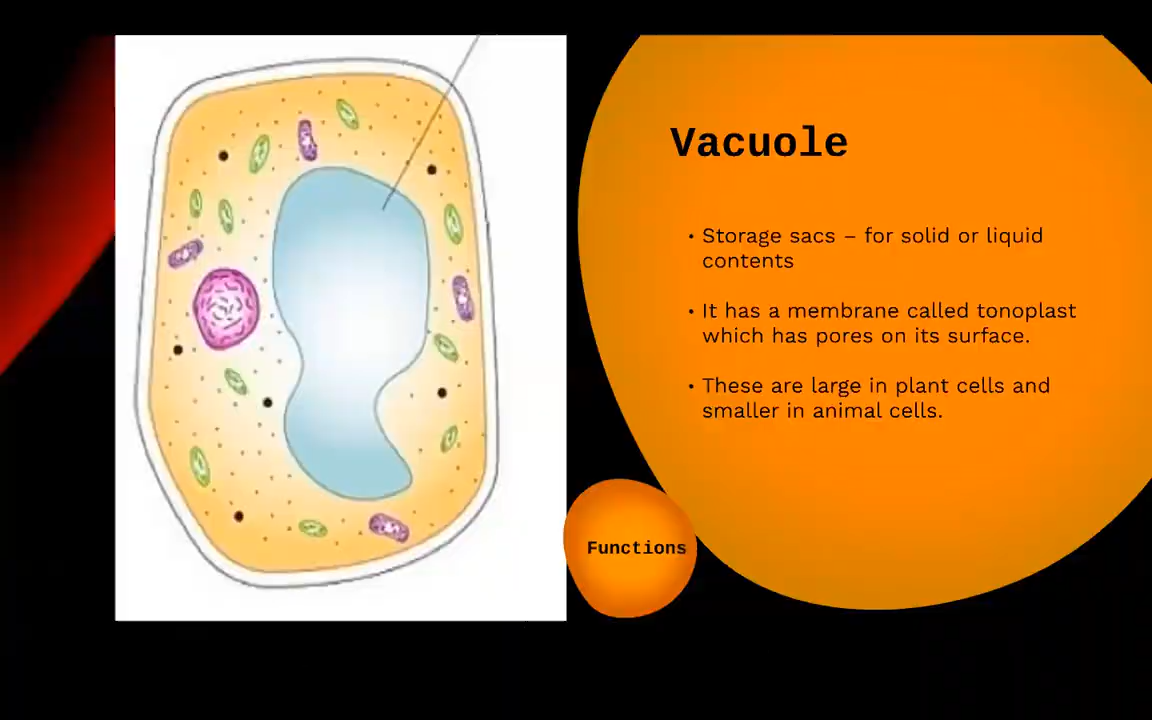 Vacuole
• Storage sacs – for solid or liquid
contents
• It has a membrane called tonoplast
which has pores on its surface.
• These are large in plant cells and
smaller in animal cells.
Functions